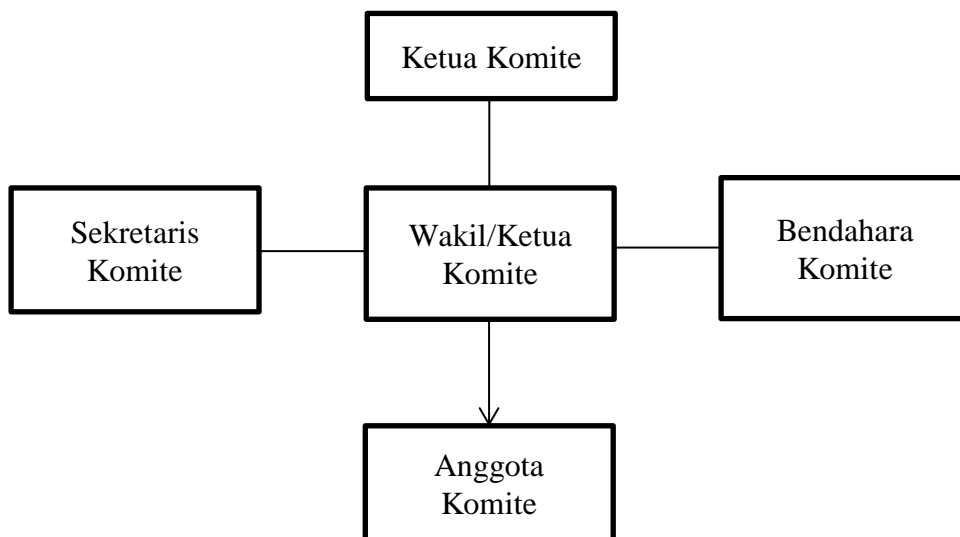 Ketua Komite
Sekretaris
Komite
Wakil/Ketua
Komite
Bendahara
Komite
Anggota
Komite